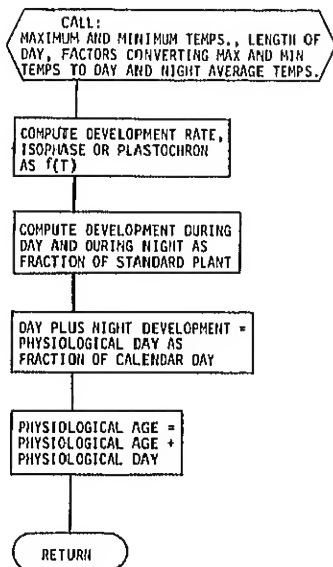 CALL:
MAXIMUM AND MINIMUM TEMPS., LENGTH OF
DAY, FACTORS CONVERTING MAX AND MIN
TEMPS TO DAY AND NIGHT AVERAGE TEMPS.
COMPUTE DEVELOPMENT RATE,
ISOPHASE OR PLASTOCHRON
AS f(T)
COMPUTE DEVELOPMENT DURING
DAY AND DURING NIGHT AS
FRACTION OF STANDARD PLANT
DAY PLUS NIGHT DEVELOPMENT =
PHYSIOLOGICAL DAY AS
FRACTION OF CALENDAR DAY
PHYSIOLOGICAL AGE =
PHYSIOLOGICAL AGE +
PHYSIOLOGICAL DAY
RETURN